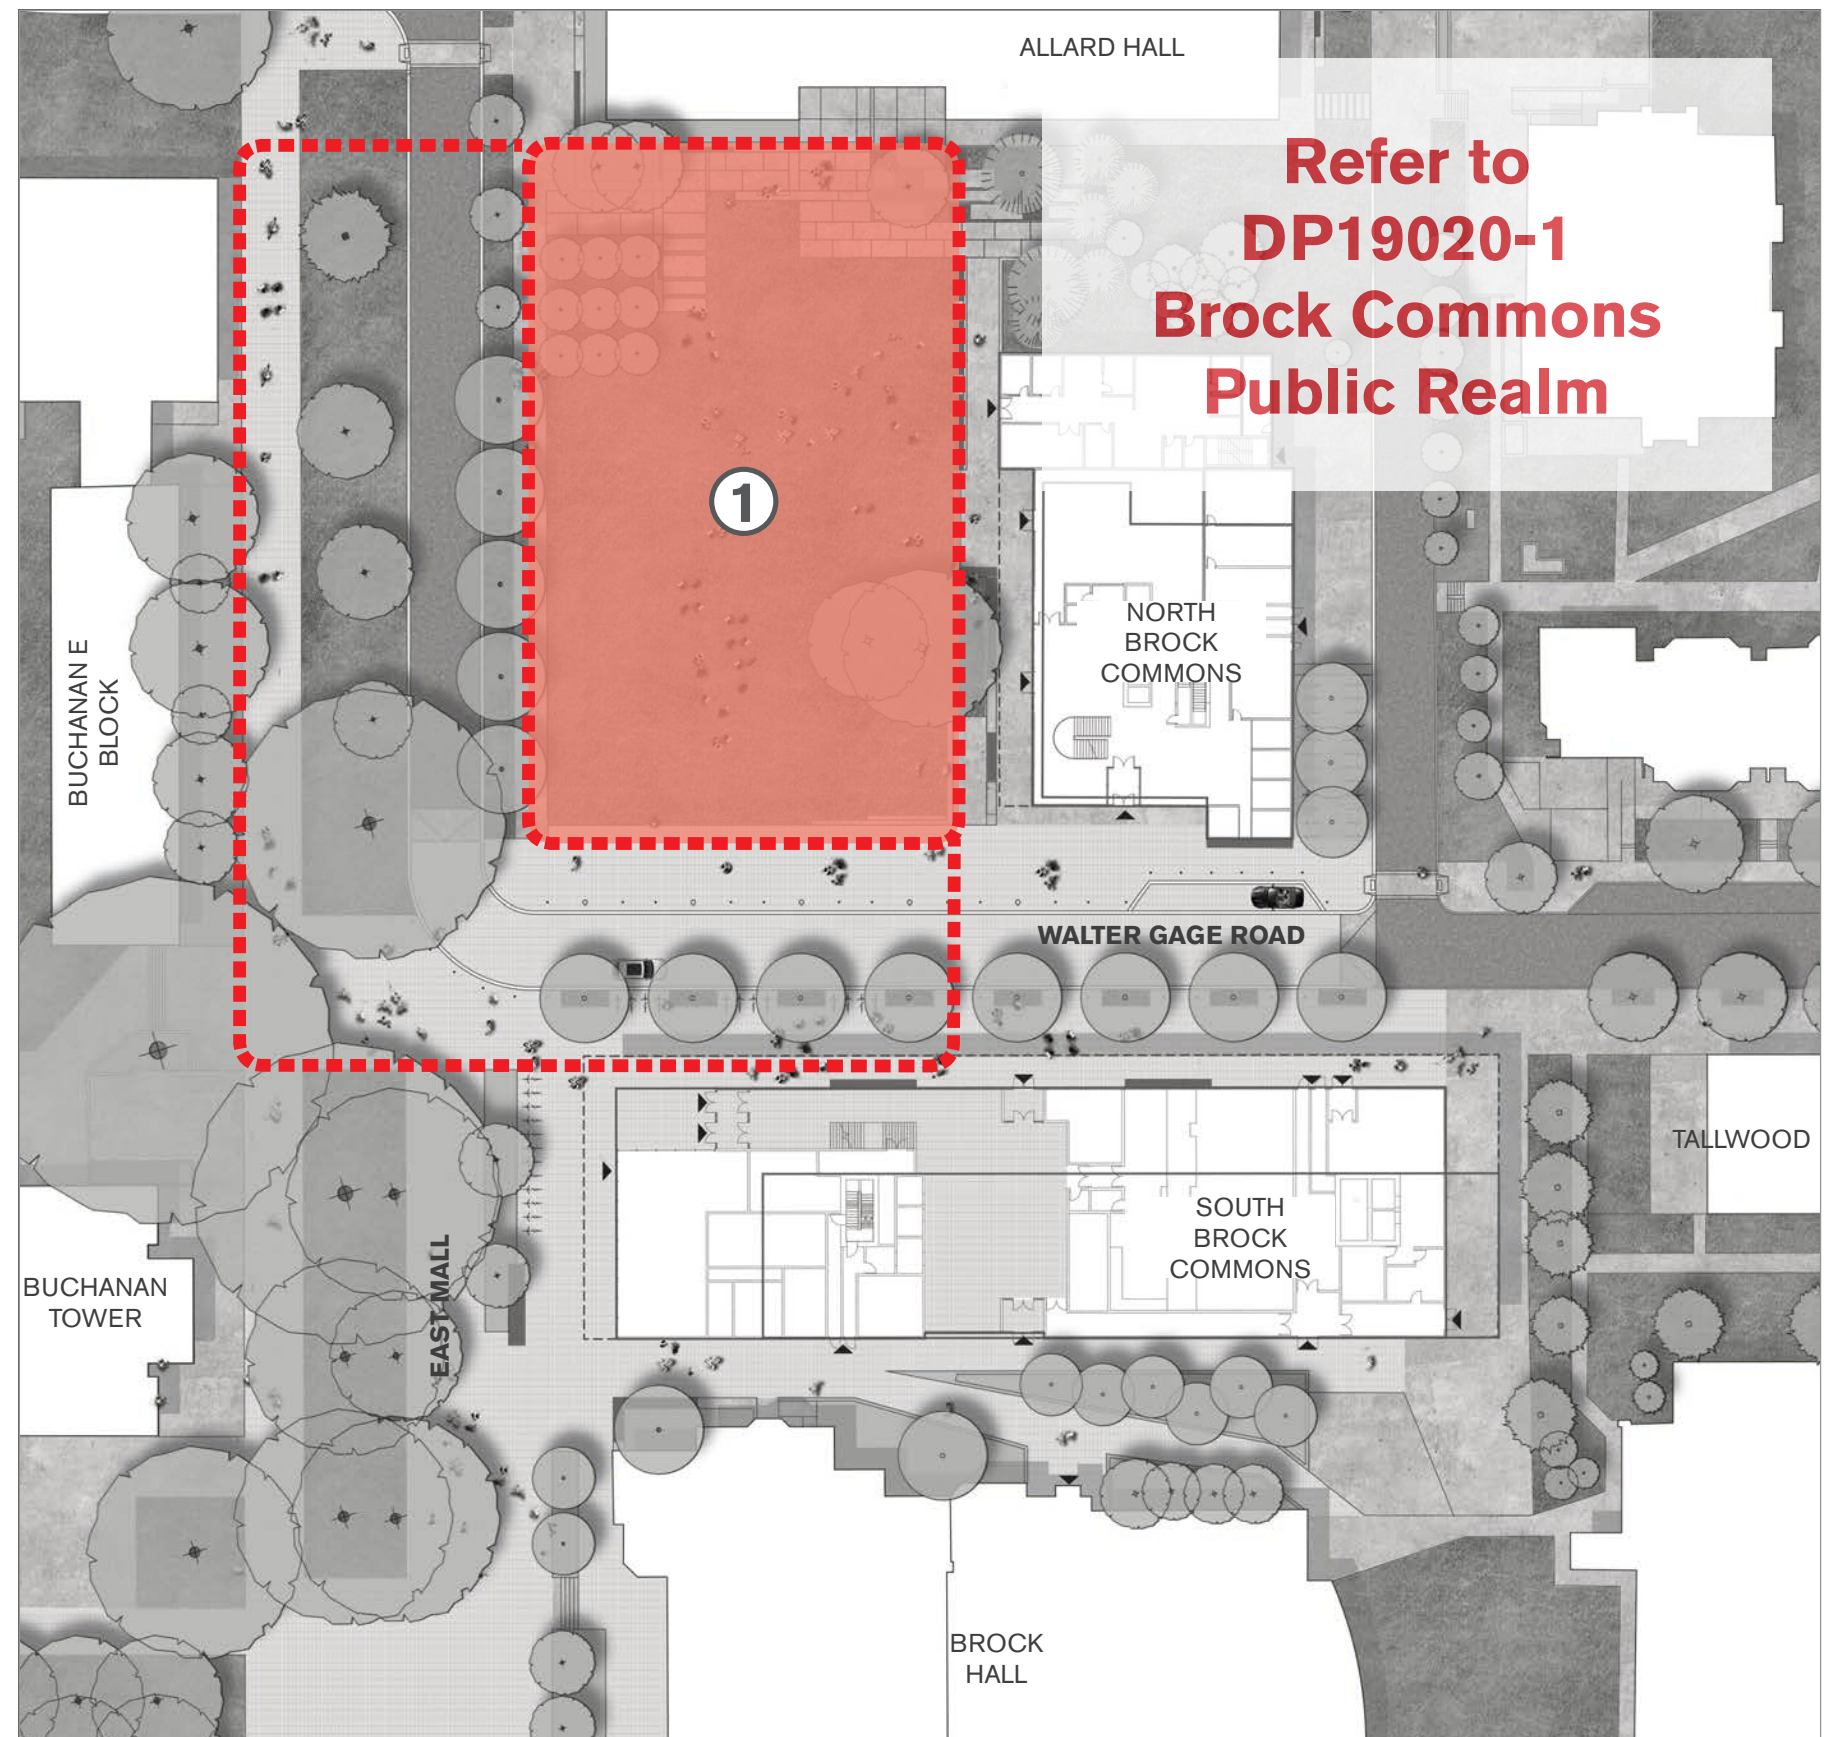 ALLARD HALL
Refer to
DP19020-1
Brock Commons
Public Realm
1
BUCHANAN E
BLOCK
NORTH
BROCK
COMMONS
WALTER GAGE ROAD
TALLWOOD
SOUTH
BROCK
COMMONS
BUCHANAN
TOWER
EAST MALL
BROCK
HALL